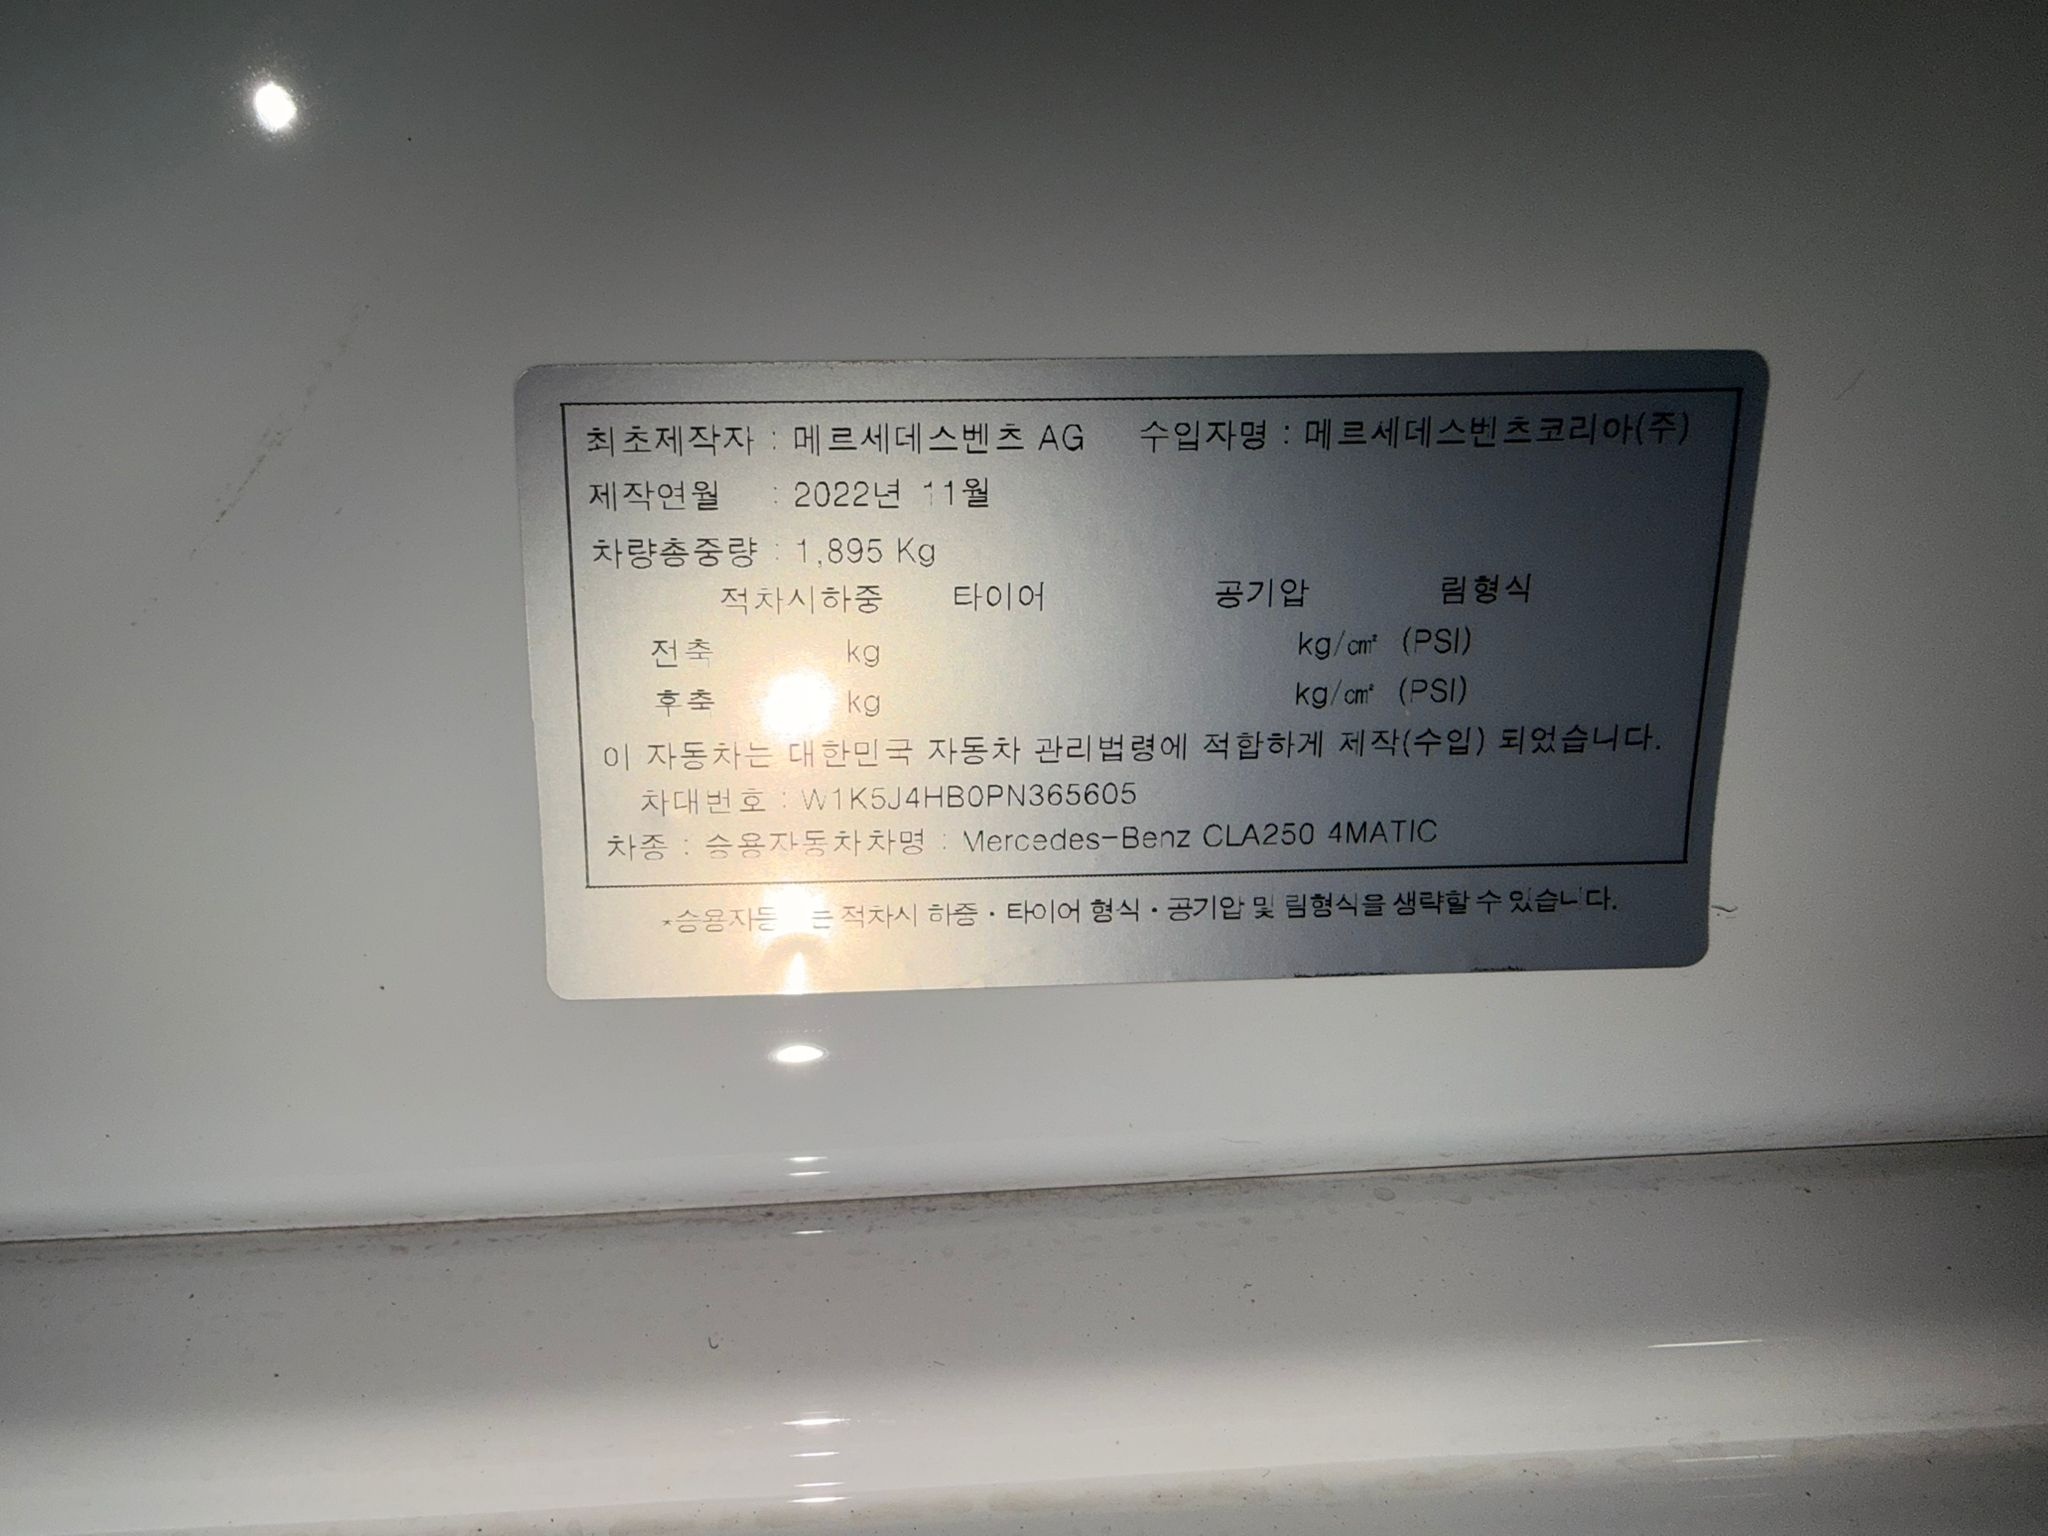 최초제작자 : 메르세데스벤츠 AG 수입자명 : 메르세데스벤츠코리아(주)
제작연월 : 2022년 11월
차량총중량 : 1,895 Kg
적차시하중 타이어 공기압 림형식
전축 kg kg/㎠ (PSI)
후축 kg kg/㎠ (PSI)
이 자동차는 대한민국 자동차 관리법령에 적합하게 제작(수입) 되었습니다.
차대번호 : W1K5J4HB0PN365605
차종 : 승용자동차차명 : Mercedes-Benz CLA250 4MATIC
적차시 하중 · 타이어 형식 · 공기압 및 림형식을 생략할 수 있습니다.